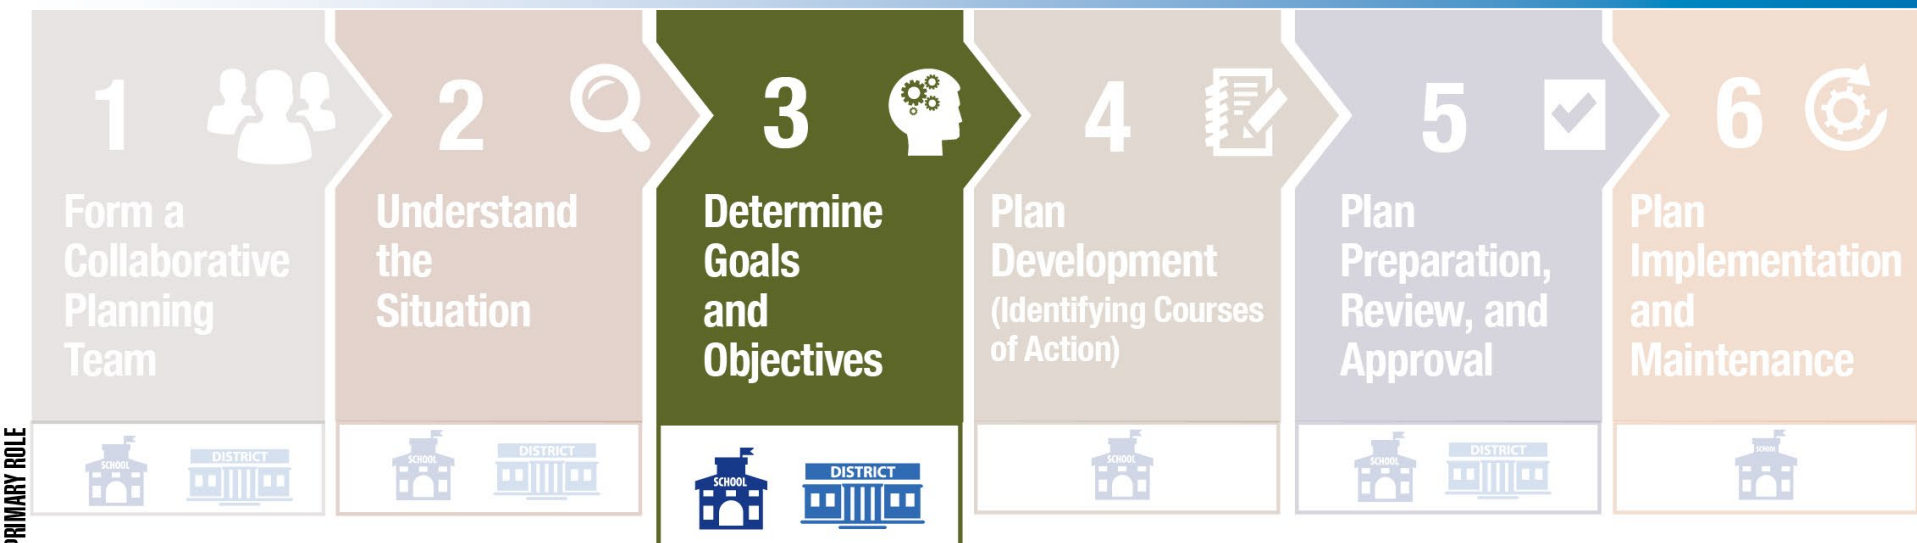 1
Form a
Collaborative
Planning
Team
2
Understand
the
Situation
3
Determine
Goals
and
Objectives
4
Plan
Development
(Identifying Courses
of Action)
5
Plan
Preparation,
Review, and
Approval
6
Plan
Implementation
and
Maintenance
PRIMARY ROLE
SCHOOL
DISTRICT
SCHOOL
DISTRICT
SCHOOL
DISTRICT
SCHOOL
SCHOOL
DISTRICT
SCHOOL